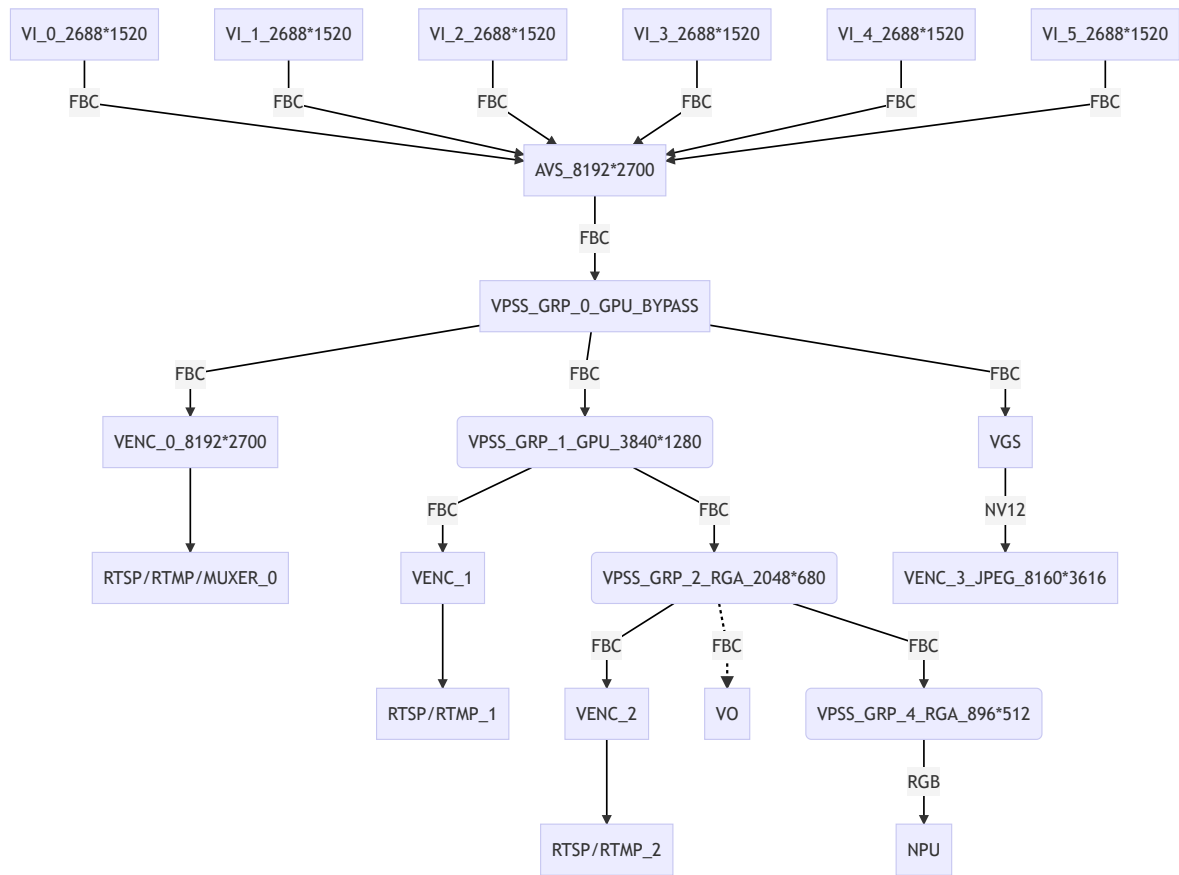 VI_0_2688*1520
VI_1_2688*1520
VI_2_2688*1520
VI_3_2688*1520
VI_4_2688*1520
VI_5_2688*1520
FBC
FBC
FBC
FBC
FBC
FBC
AVS_8192*2700
FBC
VPSS_GRP_0_GPU_BYPASS
FBC
FBC
FBC
VENC_0_8192*2700
VPSS_GRP_1_GPU_3840*1280
VGS
FBC
FBC
NV12
RTSP/RTMP/MUXER_0
VENC_1
VPSS_GRP_2_RGA_2048*680
VENC_3_JPEG_8160*3616
FBC
FBC
FBC
RTSP/RTMP_1
VENC_2
VO
VPSS_GRP_4_RGA_896*512
RGB
RTSP/RTMP_2
NPU